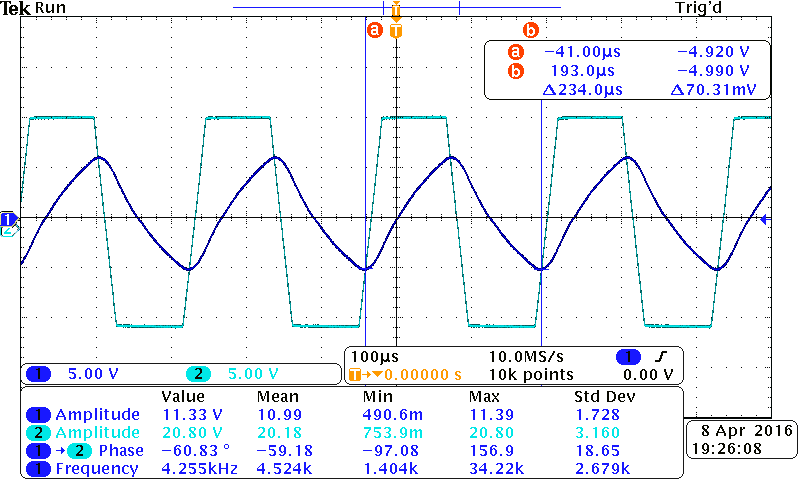 Tek Run Trig'd
T
a b
T
a −41.00µs −4.920 V
b 193.0µs −4.990 V
Δ234.0µs Δ70.31mV
1
2
1 5.00 V 2 5.00 V
100µs 10.0MS/s 1
T→▼0.00000 s 10k points 0.00 V
Value Mean Min Max Std Dev
1 Amplitude 11.33 V 10.99 490.6m 11.39 1.728
2 Amplitude 20.80 V 20.18 753.9m 20.80 3.160
1 → 2 Phase −60.83 ° −59.18 −97.08 156.9 18.65
1 Frequency 4.255kHz 4.524k 1.404k 34.22k 2.679k
8 Apr 2016
19:26:08